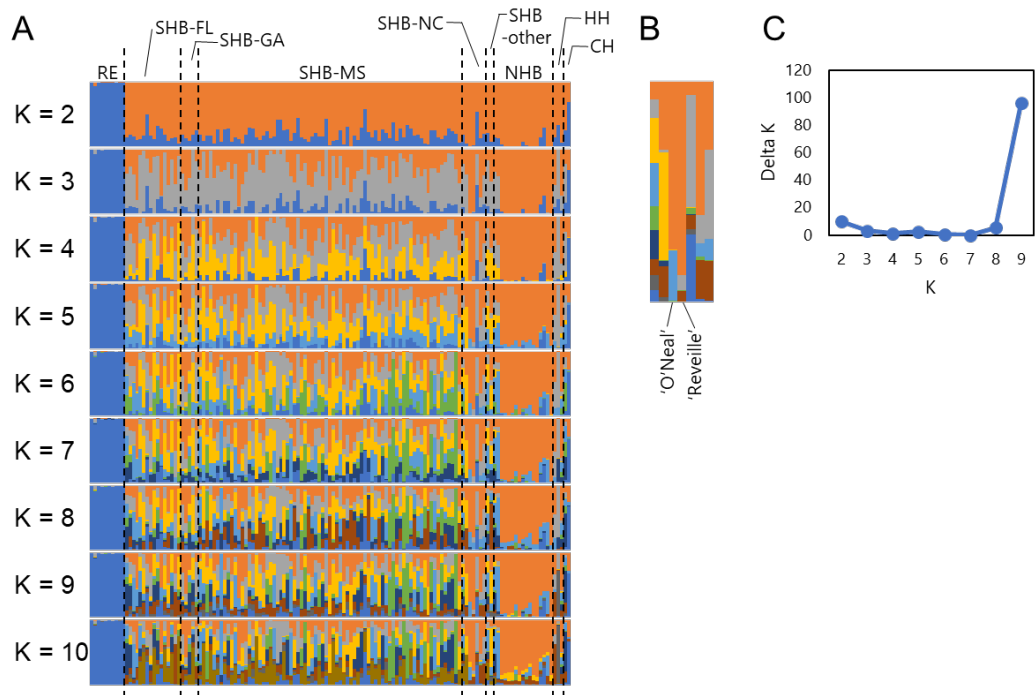 A
SHB-FL
SHB-GA
RE
SHB-MS
SHB-NC
SHB
-other
NHB
HH
CH
K = 2
K = 3
K = 4
K = 5
K = 6
K = 7
K = 8
K = 9
K = 10
B
'O'Neal'
'Reveille'
C
120
100
80
60
40
20
0
Delta K
2 3 4 5 6 7 8 9
K